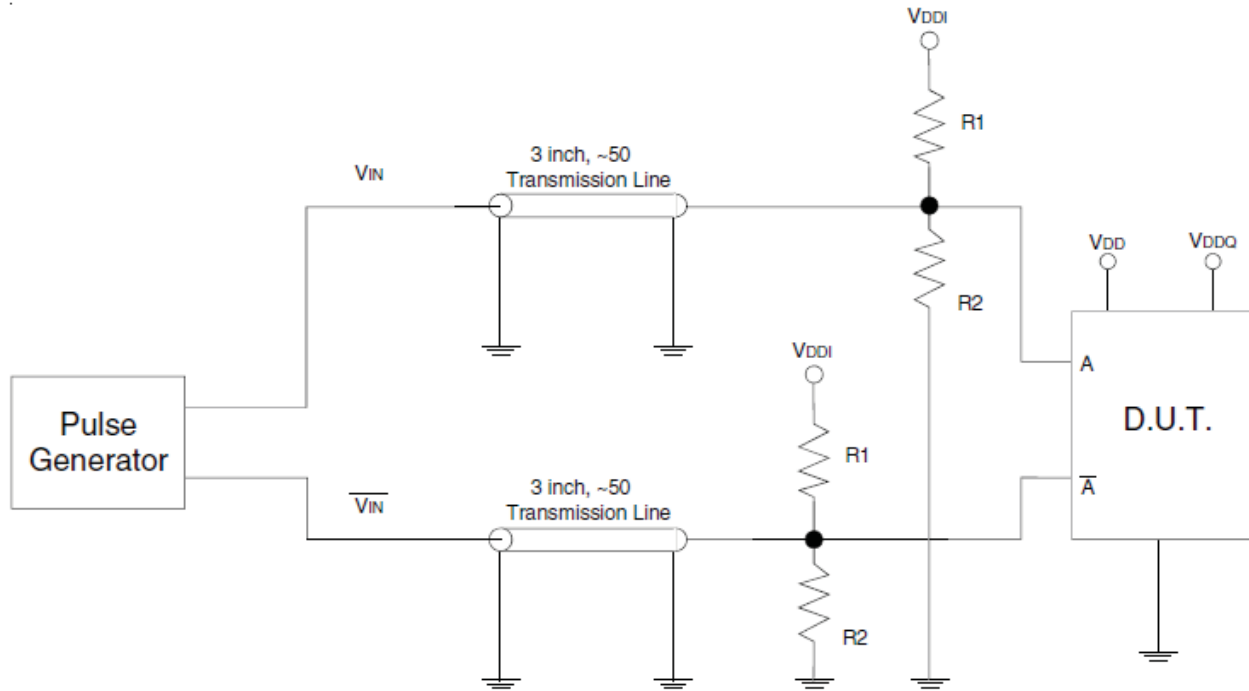 VDDI
R1
3 inch, ~50
Transmission Line
VIN
R2
VDD
VDDQ
VDDI
A
D.U.T.
Pulse
Generator
R1
3 inch, ~50
Transmission Line
V̅I̅N̅
A̅
R2